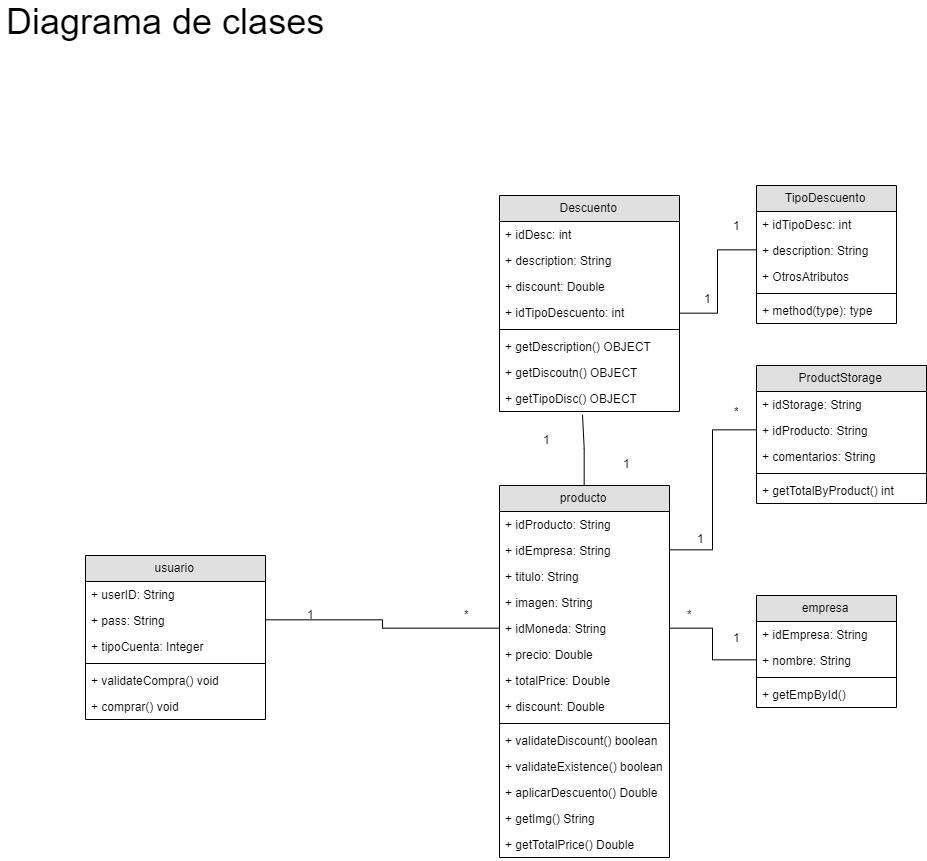 Diagrama de clases
Descuento
+ idDesc: int
+ description: String
+ discount: Double
+ idTipoDescuento: int
+ getDescription() OBJECT
+ getDiscoutn() OBJECT
+ getTipoDisc() OBJECT
1
1
TipoDescuento
+ idTipoDesc: int
+ description: String
+ OtrosAtributos
+ method(type): type
1
1
ProductStorage
+ idStorage: String
+ idProducto: String
+ comentarios: String
+ getTotalByProduct() int
*
1
producto
+ idProducto: String
+ idEmpresa: String
+ titulo: String
+ imagen: String
+ idMoneda: String
+ precio: Double
+ totalPrice: Double
+ discount: Double
+ validateDiscount() boolean
+ validateExistence() boolean
+ aplicarDescuento() Double
+ getImg() String
+ getTotalPrice() Double
usuario
+ userID: String
+ pass: String
+ tipoCuenta: Integer
+ validateCompra() void
+ comprar() void
1
*
*
1
empresa
+ idEmpresa: String
+ nombre: String
+ getEmpById()